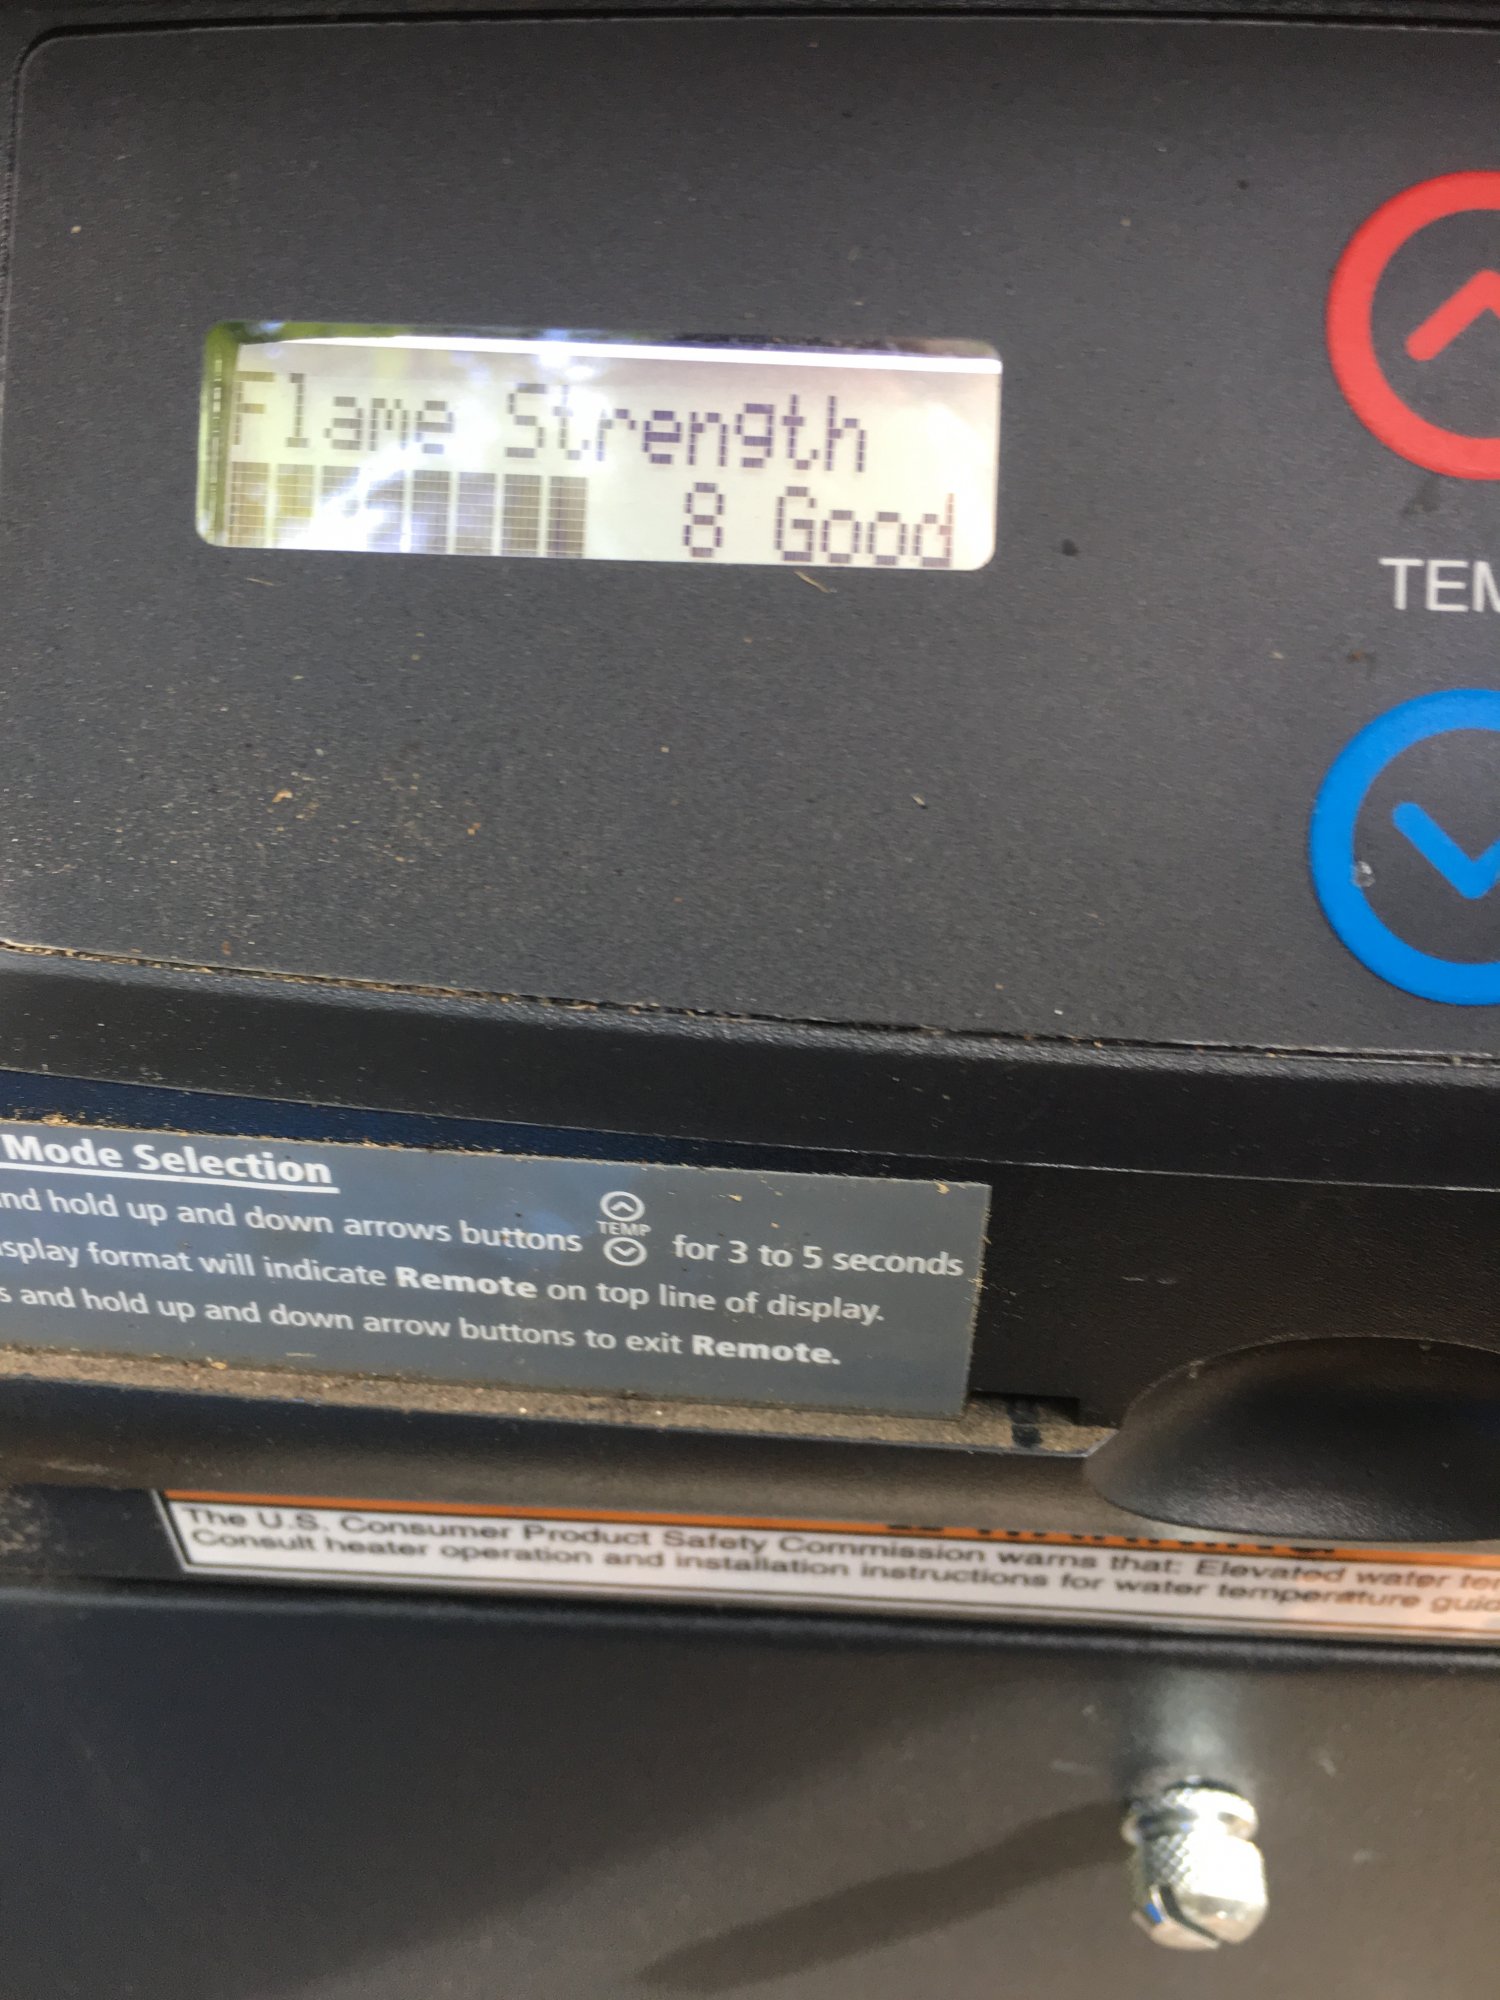 Flame Strength
8 Good
TEM
Mode Selection
nd hold up and down arrows buttons TEMP for 3 to 5 seconds
splay format will indicate Remote on top line of display.
s and hold up and down arrow buttons to exit Remote.
WARNING
The U.S. Consumer Product Safety Commission warns that: Elevated water te
Consult heater operation and installation instructions for water temperature guid